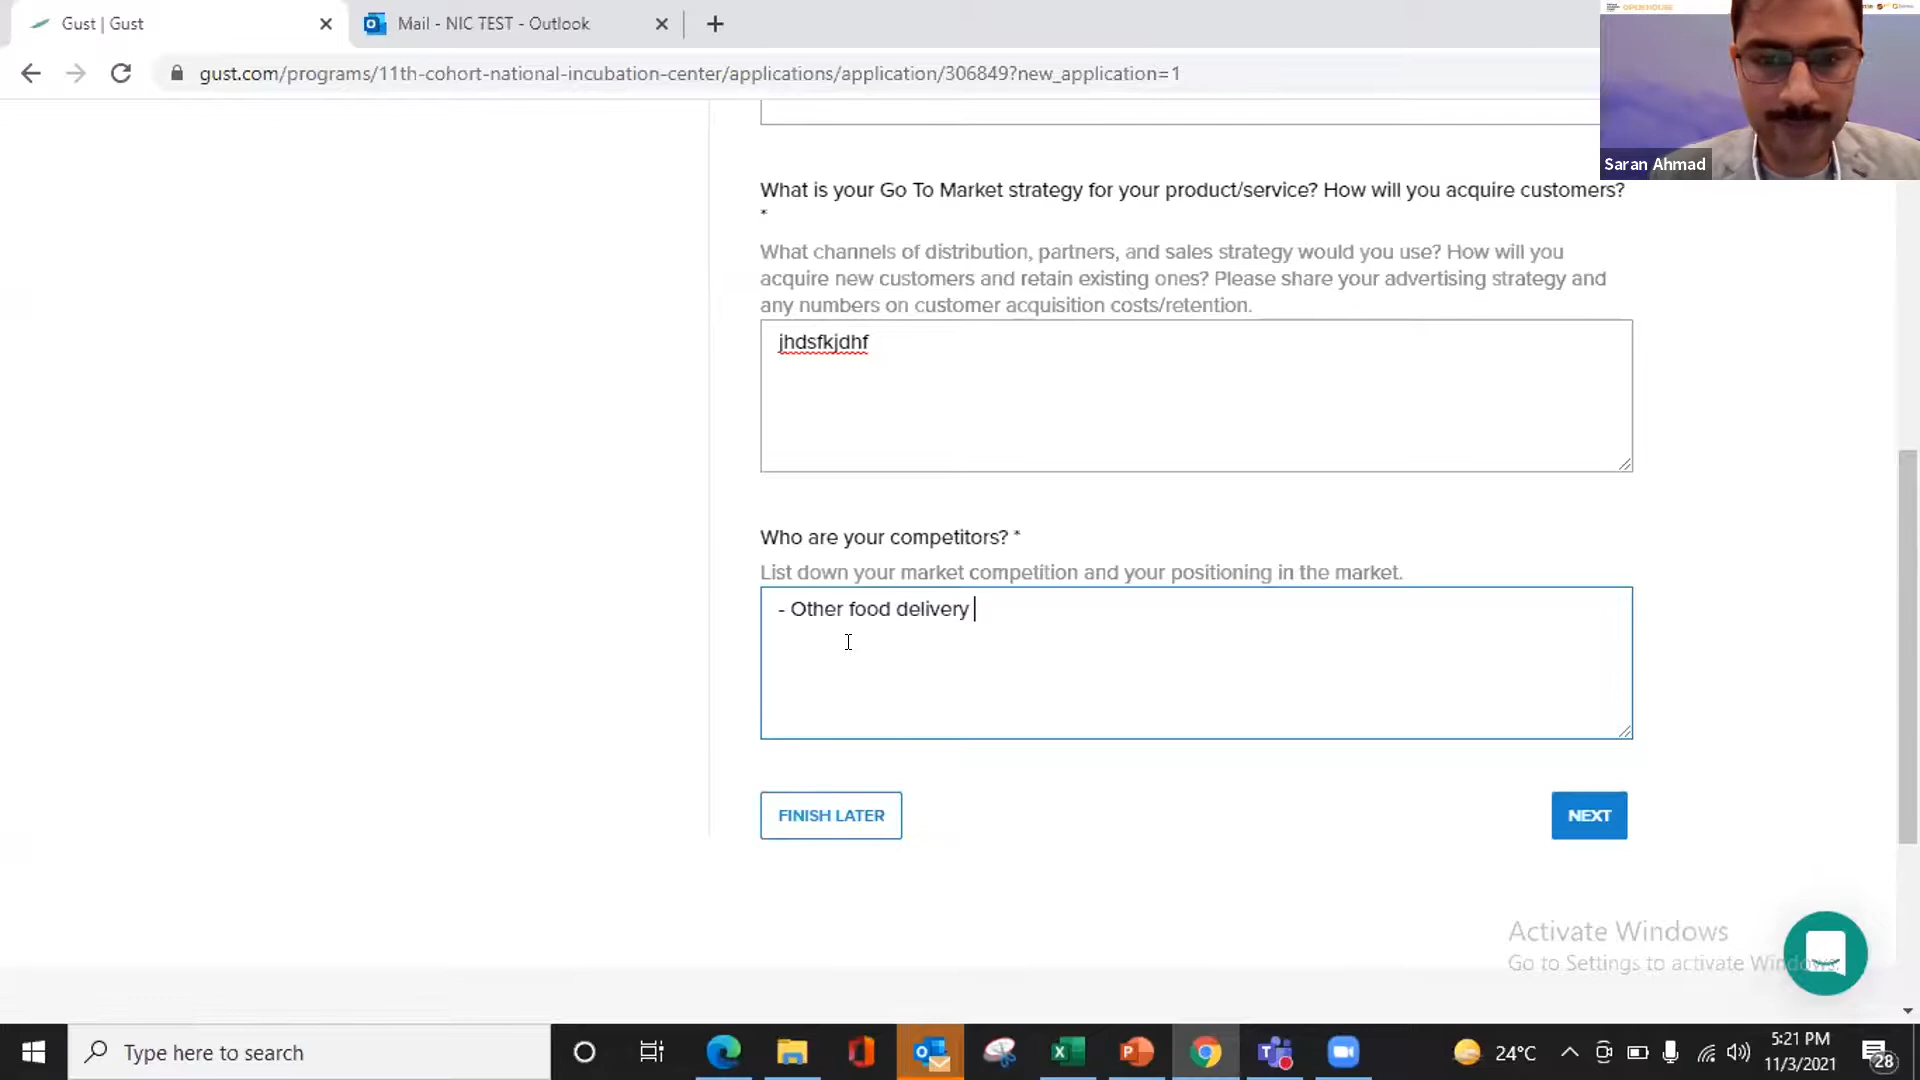 Gust | Gust
Mail - NIC TEST - Outlook
gust.com/programs/11th-cohort-national-incubation-center/applications/application/306849?new_application=1
OPEN HOUSE
Saran Ahmad
What is your Go To Market strategy for your product/service? How will you acquire customers?
*
What channels of distribution, partners, and sales strategy would you use? How will you
acquire new customers and retain existing ones? Please share your advertising strategy and
any numbers on customer acquisition costs/retention.
jhdsfkjdhf
Who are your competitors? *
List down your market competition and your positioning in the market.
- Other food delivery
FINISH LATER
NEXT
Activate Windows
Go to Settings to activate Windows.
Type here to search
24°C
5:21 PM
11/3/2021
28